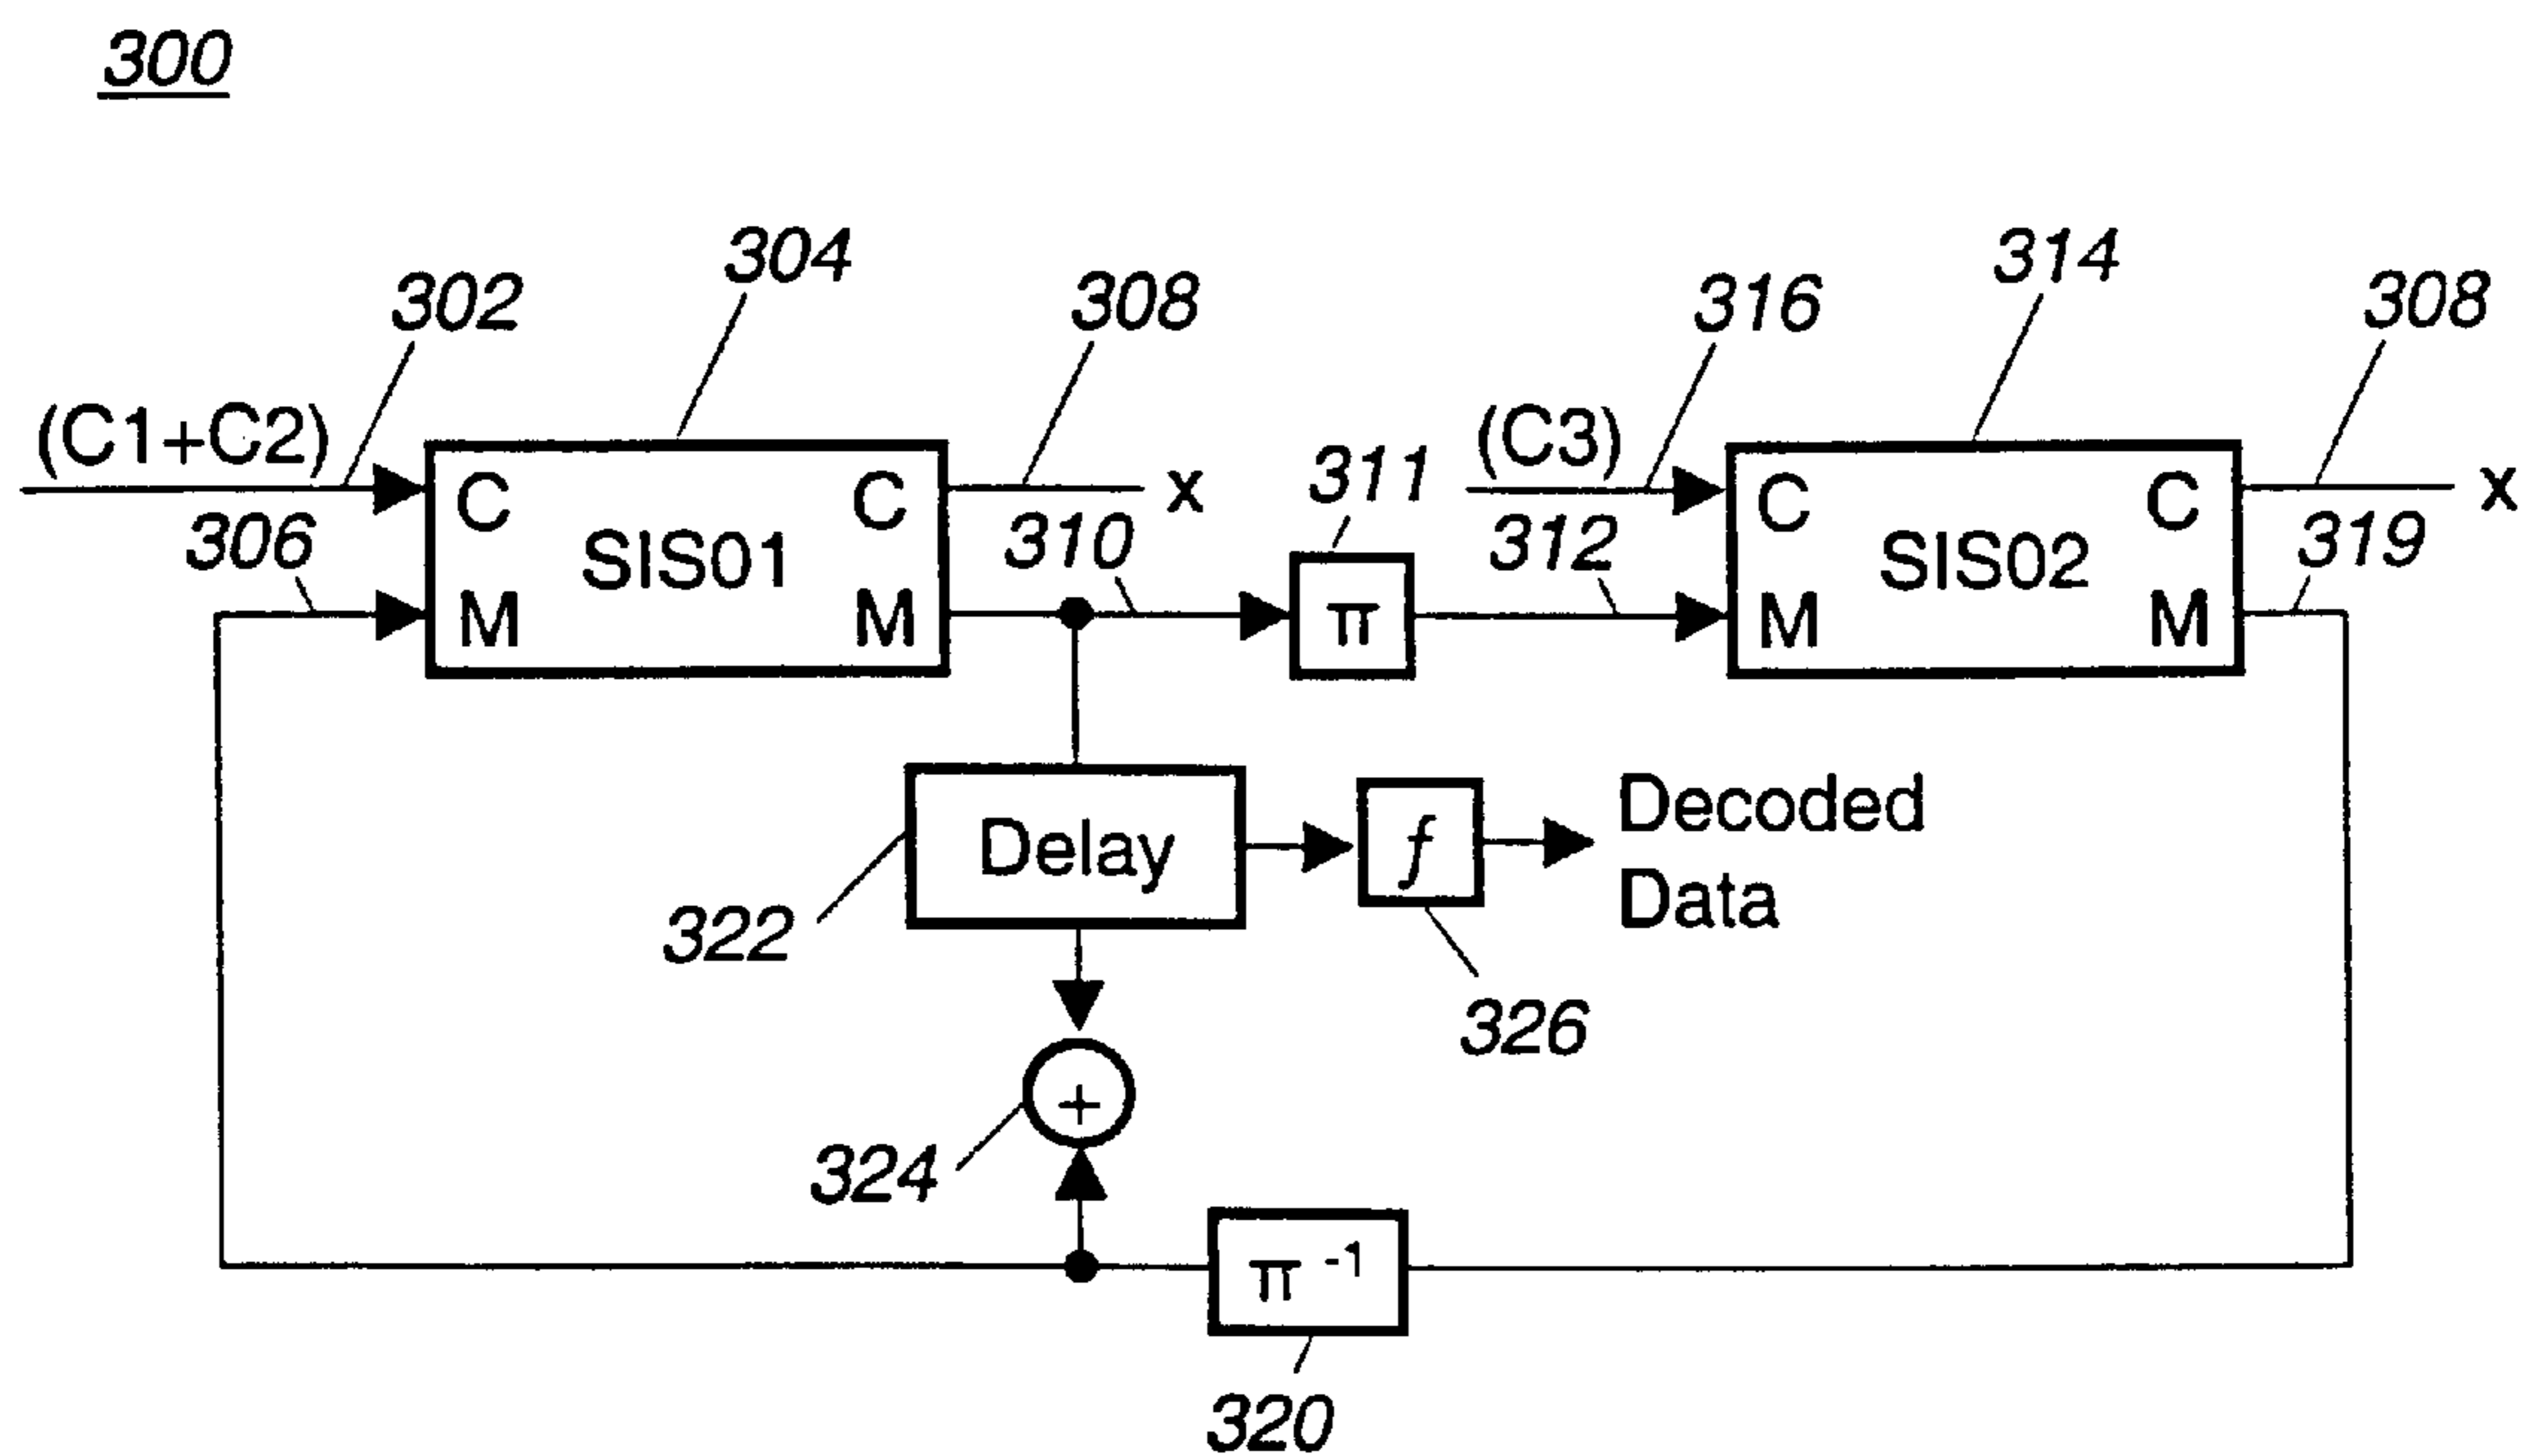 300
304
314
302
308
316
308
(C1+C2)
311
(C3)
C
C
x
C
C
x
306
SIS01
310
π
312
SIS02
319
M
M
M
M
Delay
f
Decoded
Data
322
326
+
324
π -1
320